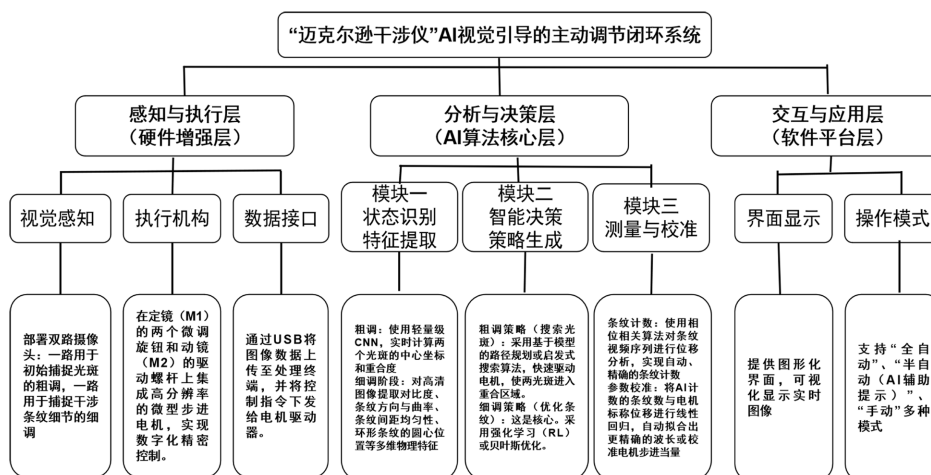 “迈克尔逊干涉仪”AI视觉引导的主动调节闭环系统
感知与执行层
（硬件增强层）
分析与决策层
（AI算法核心层）
交互与应用层
（软件平台层）
视觉感知
执行机构
数据接口
模块一
状态识别
特征提取
模块二
智能决策
策略生成
模块三
测量与校准
界面显示
操作模式
部署双路摄像
头：一路用于
初始捕捉光斑
的粗调，一路
用于捕捉干涉
条纹细节的细
调
在定镜（M1）
的两个微调
旋钮和动镜
（M2）的驱
动螺杆上集
成高分辨率
的微型步进
电机，实现
数字化精密
控制。
通过USB将
图像数据上
传至处理终
端，并将控
制指令下发
给电机驱动
器。
粗调：使用轻量级
CNN，实时计算两
个光斑的中心坐标
和重合度
细调阶段：对高清
图像提取对比度、
条纹方向与曲率、
条纹间距均匀性、
环形条纹的圆心位
置等多维物理特征
粗调策略（搜索光
斑）：采用基于模型
的路径规划或启发式
搜索算法，快速驱动
电机，使两光斑进入
重合区域。
细调策略（优化条
纹）：这是核心。采
用强化学习（RL）
或贝叶斯优化。
条纹计数：使用相
位相关算法对条纹
视频序列进行位移
分析，实现自动、
精确的条纹计数
参数校准：将AI计
数的条纹数与电机
标称位移进行线性
回归，自动拟合出
更精确的波长或校
准电机步进当量
提供图形化
界面，可视
化显示实时
图像
支持“全自
动”、“半自
动（AI辅助
提示）”、
“手动”多种
模式